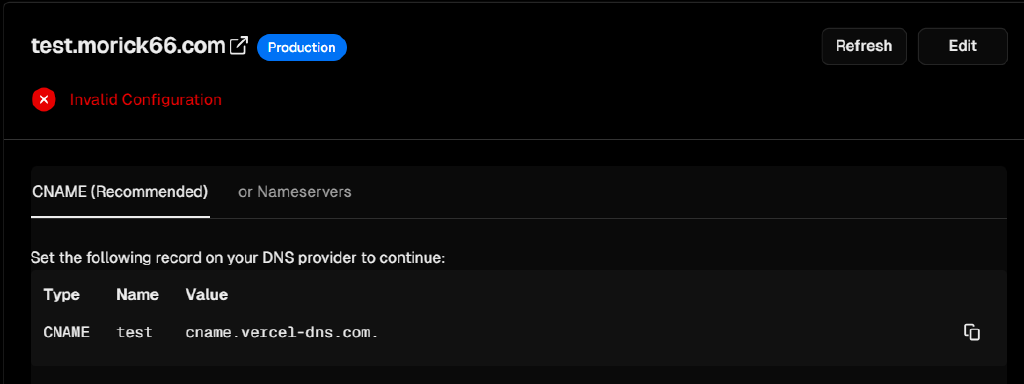 test.morick66.com Production Refresh Edit
Invalid Configuration
CNAME (Recommended) or Nameservers
Set the following record on your DNS provider to continue:
Type Name Value
CNAME test cname.vercel-dns.com.